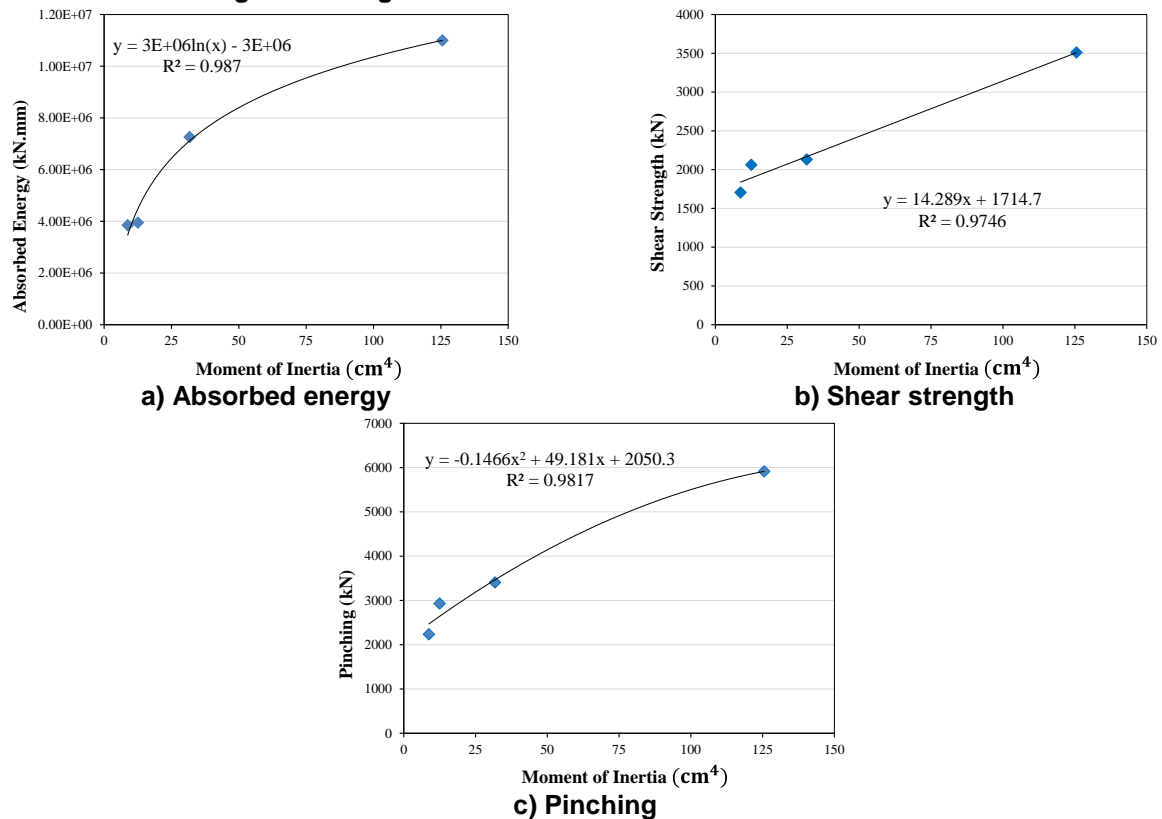 1.20E+07
1.00E+07
8.00E+06
6.00E+06
4.00E+06
2.00E+06
0.00E+00
y = 3E+06ln(x) - 3E+06
R² = 0.987
Absorbed Energy (kN.mm)
0 25 50 75 100 125 150
Moment of Inertia (cm⁴)
a) Absorbed energy
4000
3500
3000
2500
2000
1500
1000
500
0
y = 14.289x + 1714.7
R² = 0.9746
Shear Strength (kN)
0 25 50 75 100 125 150
Moment of Inertia (cm⁴)
b) Shear strength
7000
6000
5000
4000
3000
2000
1000
0
y = -0.1466x² + 49.181x + 2050.3
R² = 0.9817
Pinching (kN)
0 25 50 75 100 125 150
Moment of Inertia (cm⁴)
c) Pinching